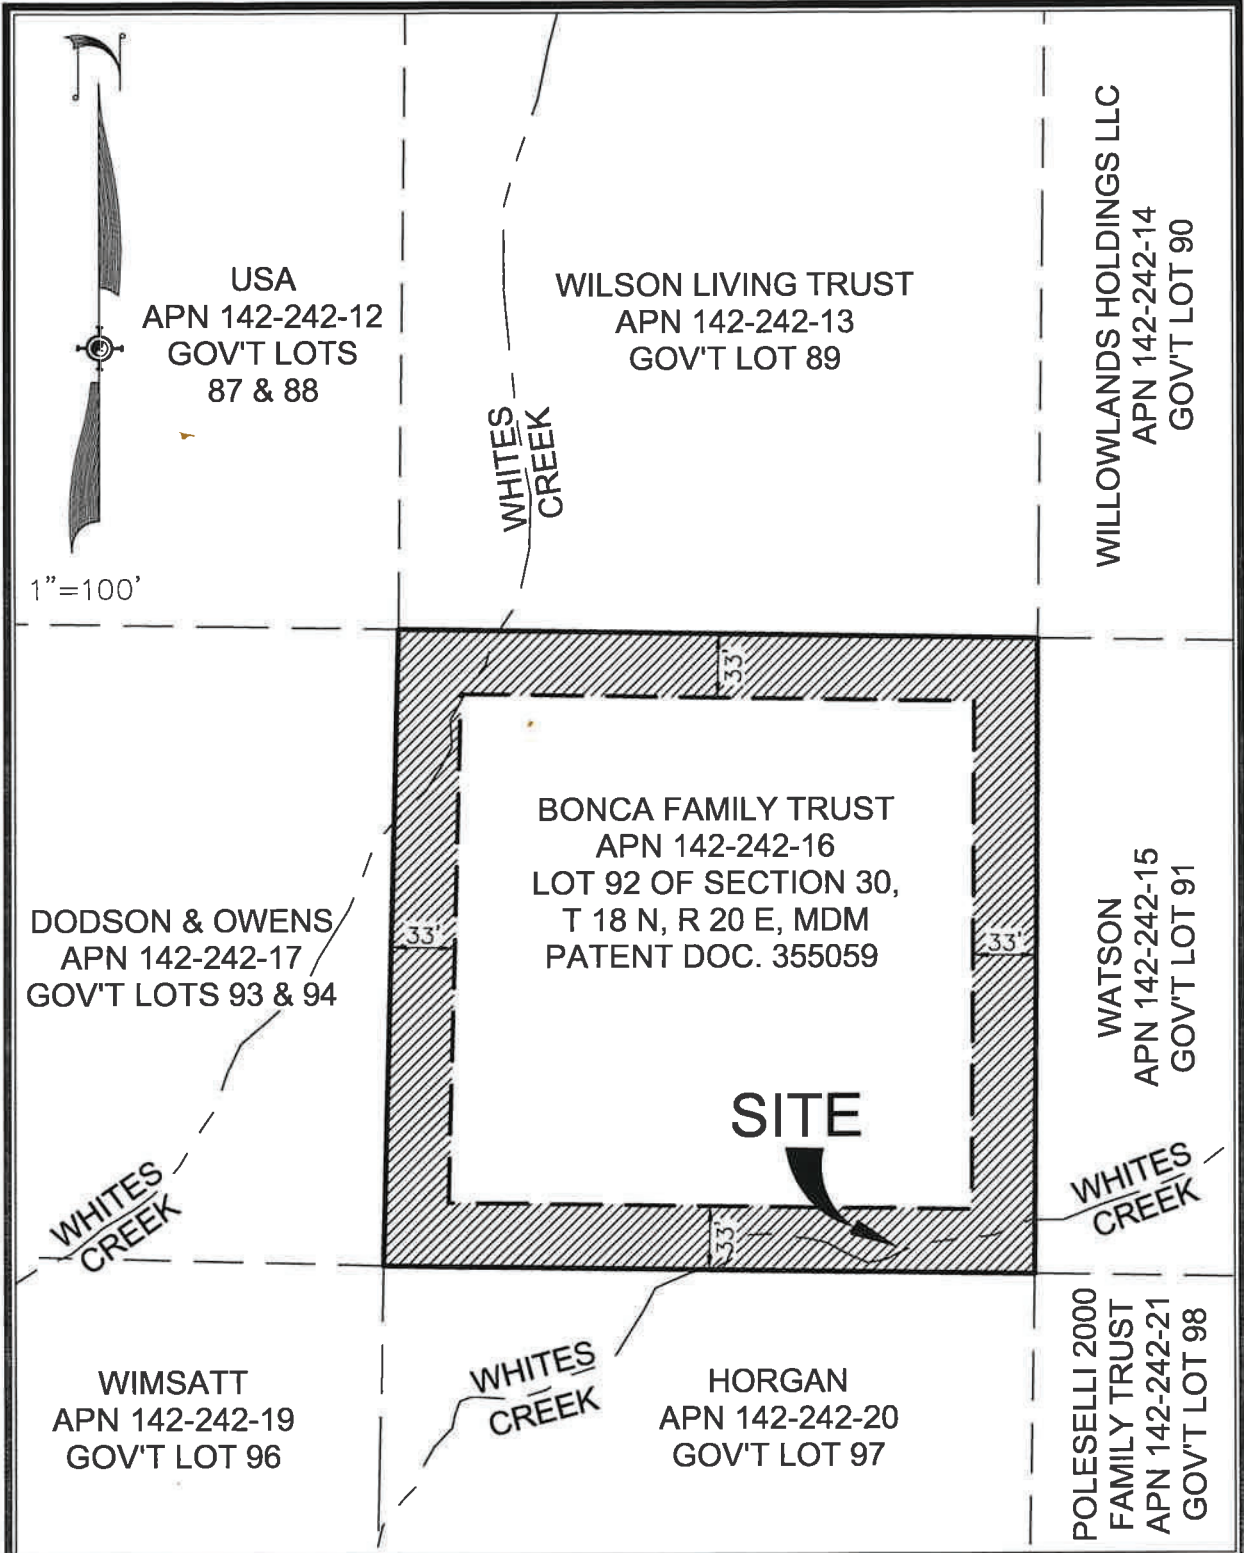 USA
APN 142-242-12
GOV'T LOTS
87 & 88
1"=100'
WILSON LIVING TRUST
APN 142-242-13
GOV'T LOT 89
WHITES
CREEK
WILLOWLANDS HOLDINGS LLC
APN 142-242-14
GOV'T LOT 90
33'
BONCA FAMILY TRUST
APN 142-242-16
LOT 92 OF SECTION 30,
T 18 N, R 20 E, MDM
PATENT DOC. 355059
33'
33'
DODSON & OWENS
APN 142-242-17
GOV'T LOTS 93 & 94
WATSON
APN 142-242-15
GOV'T LOT 91
SITE
WHITES
CREEK
WHITES
CREEK
33'
WIMSATT
APN 142-242-19
GOV'T LOT 96
WHITES
CREEK
HORGAN
APN 142-242-20
GOV'T LOT 97
POLESELLI 2000
FAMILY TRUST
APN 142-242-21
GOV'T LOT 98